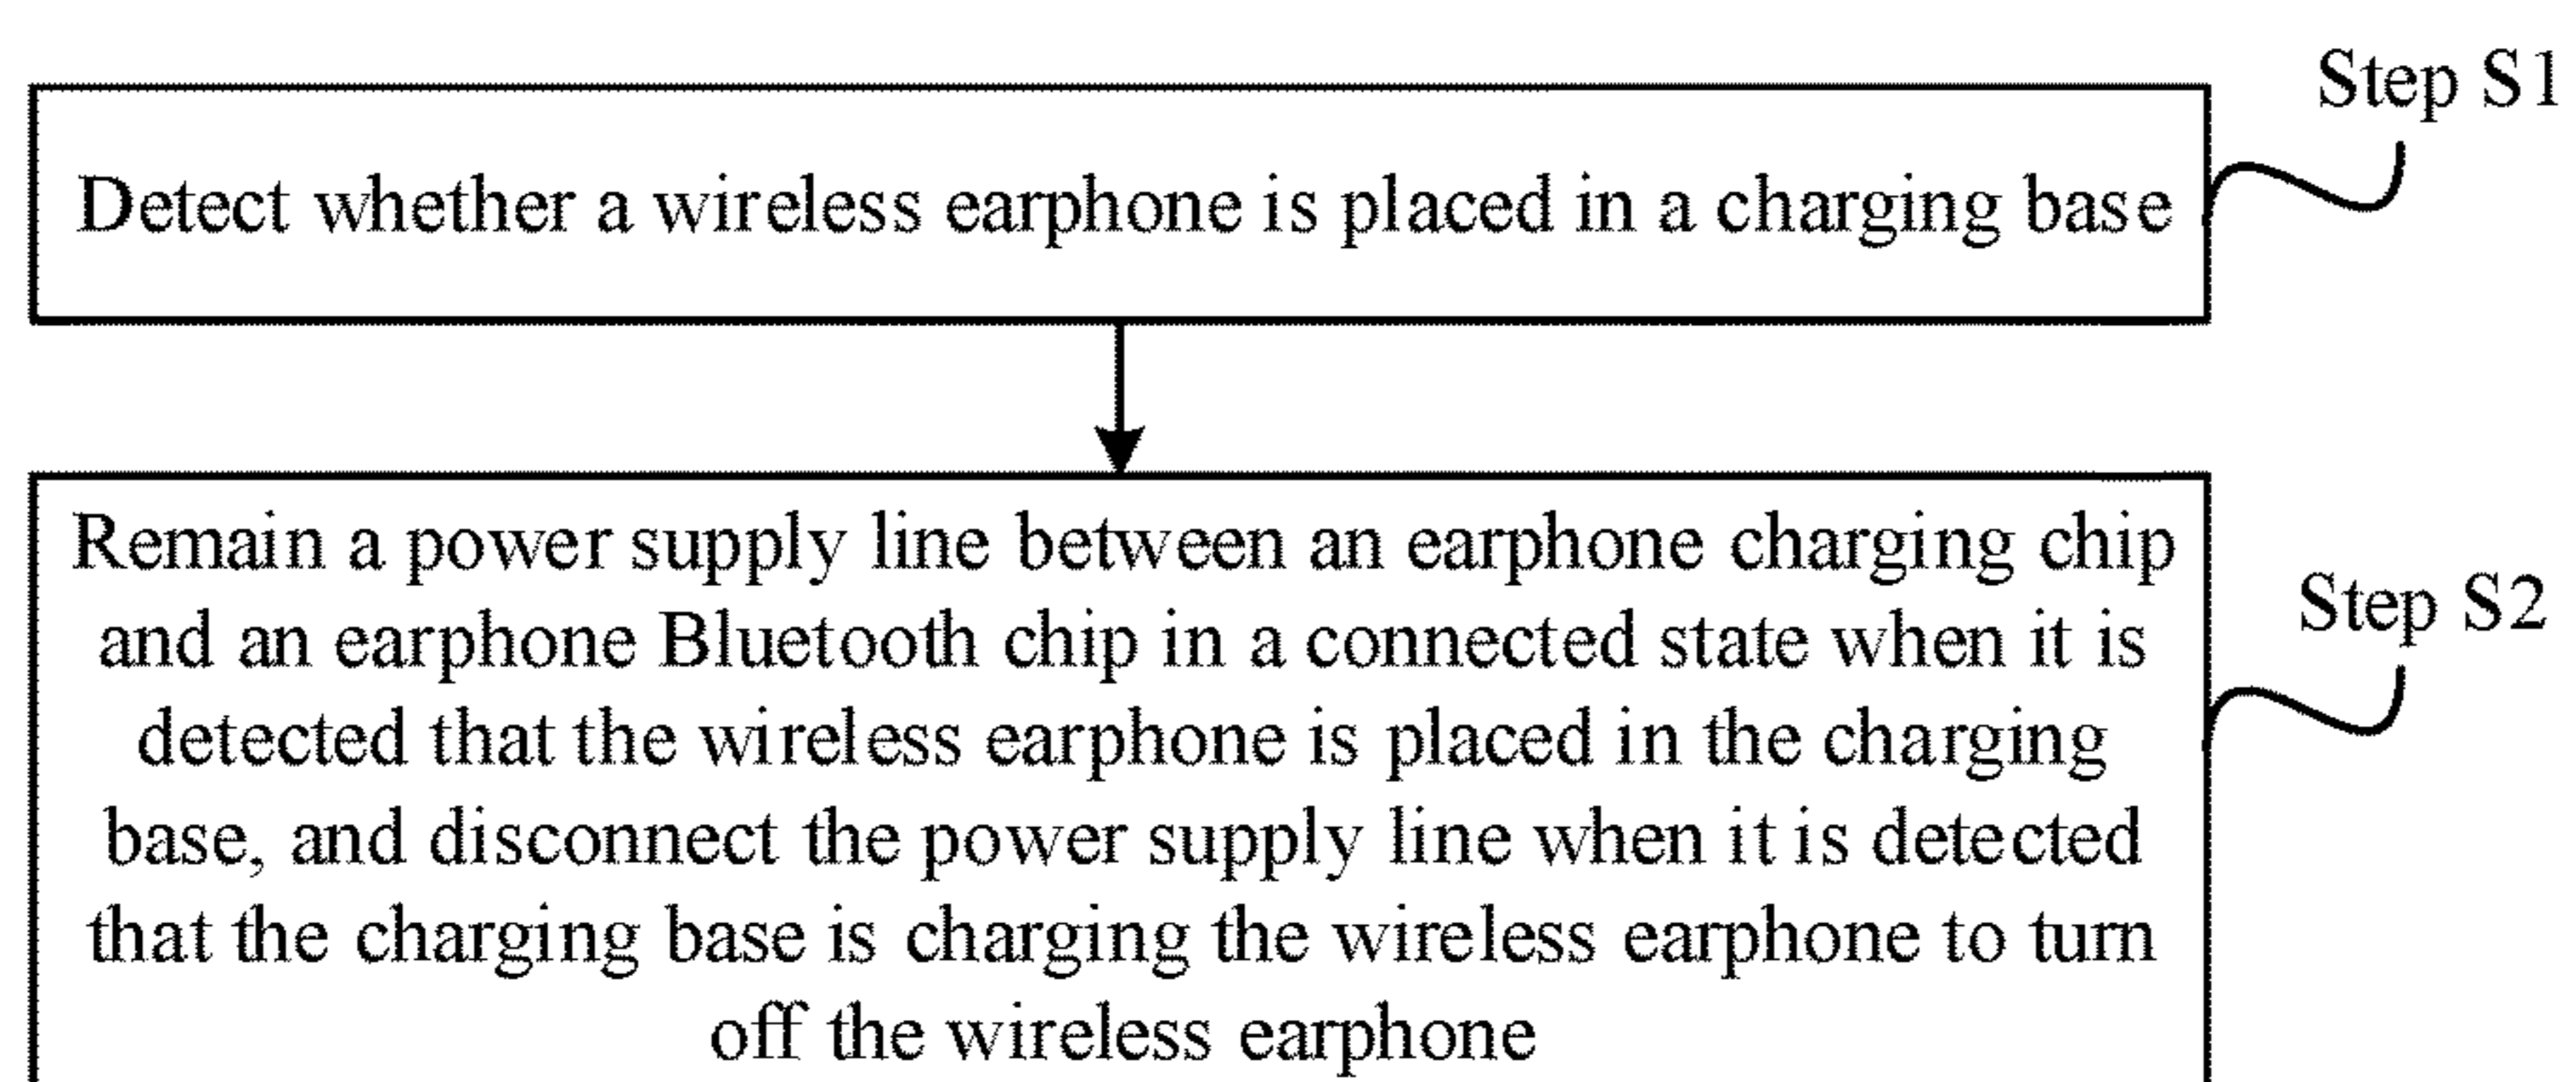 Step S1
Detect whether a wireless earphone is placed in a charging base
Remain a power supply line between an earphone charging chip
and an earphone Bluetooth chip in a connected state when it is
detected that the wireless earphone is placed in the charging
base, and disconnect the power supply line when it is detected
that the charging base is charging the wireless earphone to turn
off the wireless earphone
Step S2